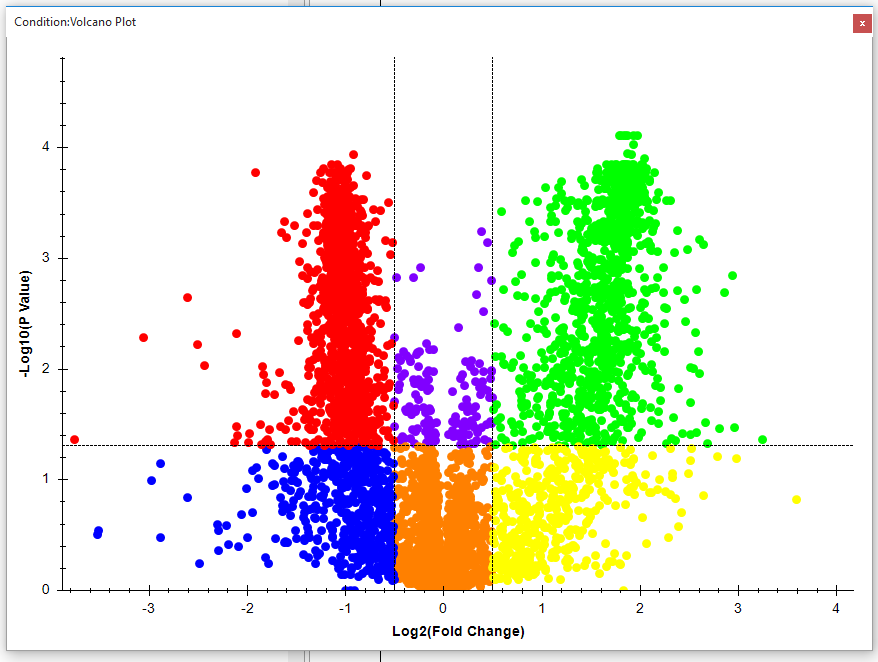 Condition:Volcano Plot
x
4
3
2
1
0
-Log10(P Value)
-3 -2 -1 0 1 2 3 4
Log2(Fold Change)